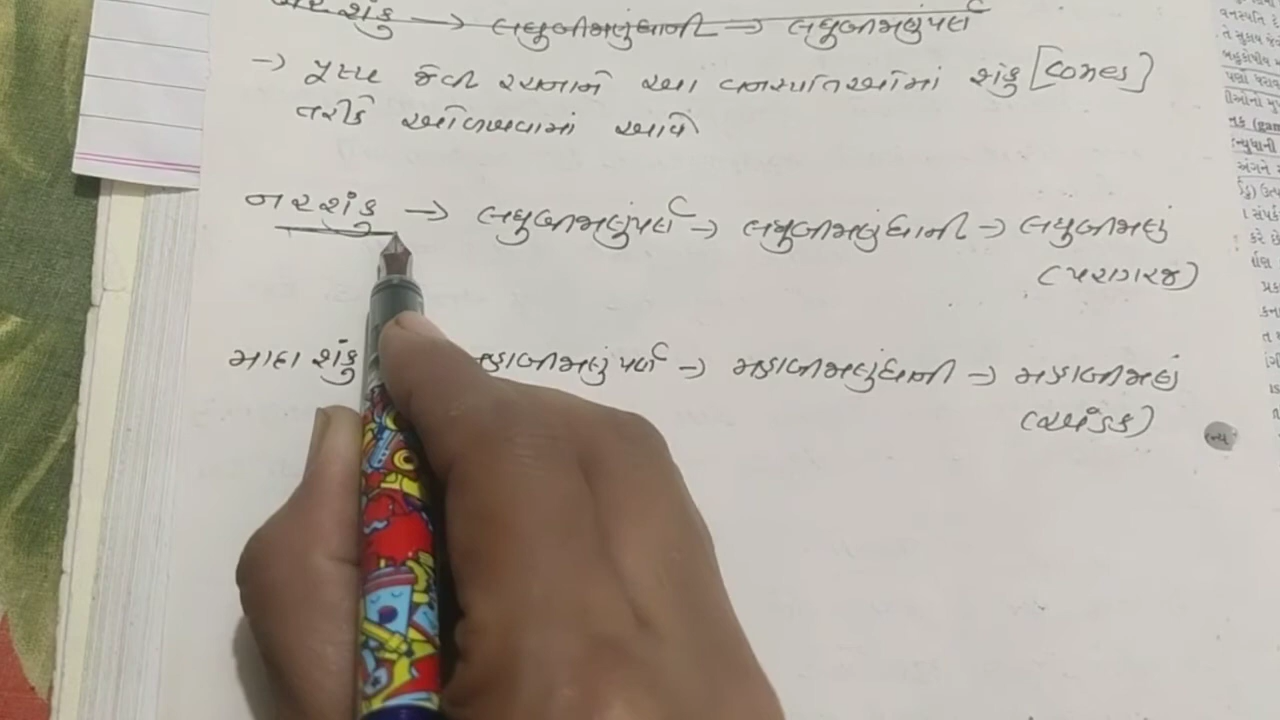 નરશંકુ → લઘુબીજાણુધાની → લઘુબીજાણુપર્ણ
→ પુષ્પ જેવી રચનાને આ વનસ્પતિઓમાં શંકુ [Cones]
તરીકે ઓળખવામાં આવે
નરશંકુ → લઘુબીજાણુપર્ણ → લઘુબીજાણુધાની → લઘુબીજાણુ
(પરાગરજ)
માદા શંકુ મહાબીજાણુપર્ણ → મહાબીજાણુધાની → મહાબીજાણુ
(અંડક)